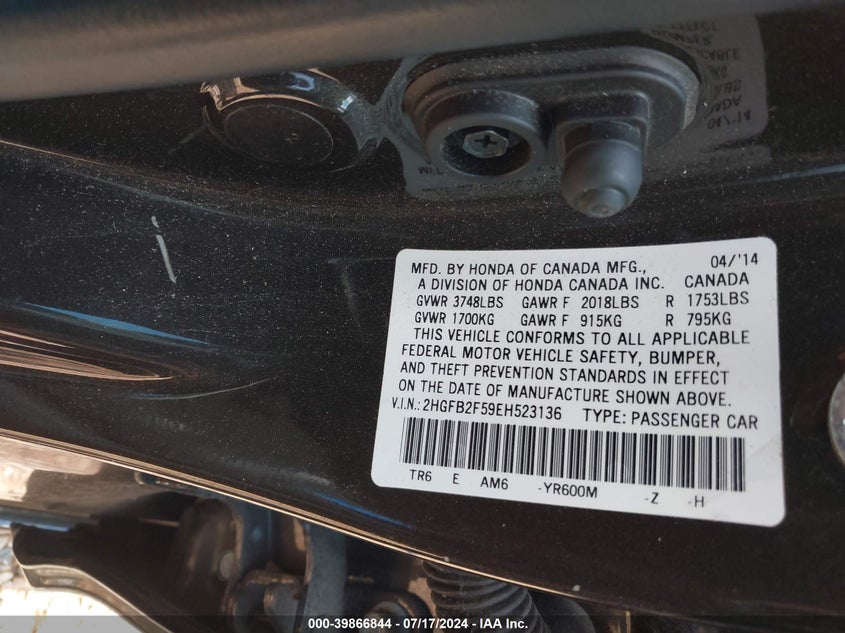 MFD. BY HONDA OF CANADA MFG., 04/'14
A DIVISION OF HONDA CANADA INC. CANADA
GVWR 3748LBS GAWR F 2018LBS R 1753LBS
GVWR 1700KG GAWR F 915KG R 795KG
THIS VEHICLE CONFORMS TO ALL APPLICABLE
FEDERAL MOTOR VEHICLE SAFETY, BUMPER,
AND THEFT PREVENTION STANDARDS IN EFFECT
ON THE DATE OF MANUFACTURE SHOWN ABOVE.
V.I.N.: 2HGFB2F59EH523136 TYPE: PASSENGER CAR
TR6 E AM6 -YR600M -Z -H
000-39866844 - 07/17/2024 - IAA Inc.